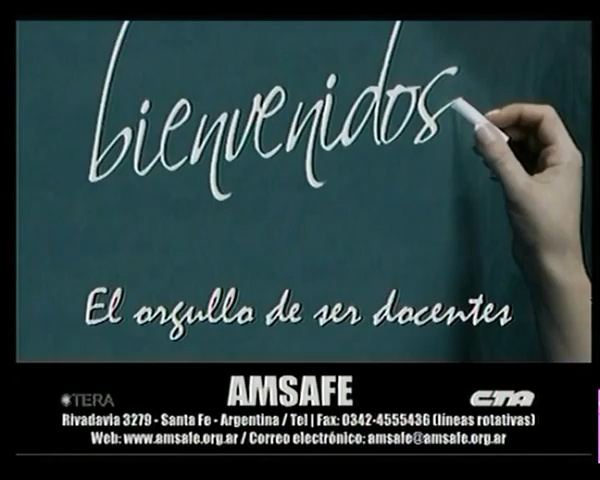 bienvenidos
El orgullo de ser docentes
AMSAFE
CTERA
CTA
Rivadavia 3279 - Santa Fe - Argentina / Tel | Fax: 0342-4555436 (líneas rotativas)
Web: www.amsafe.org.ar / Correo electrónico: amsafe@amsafe.org.ar